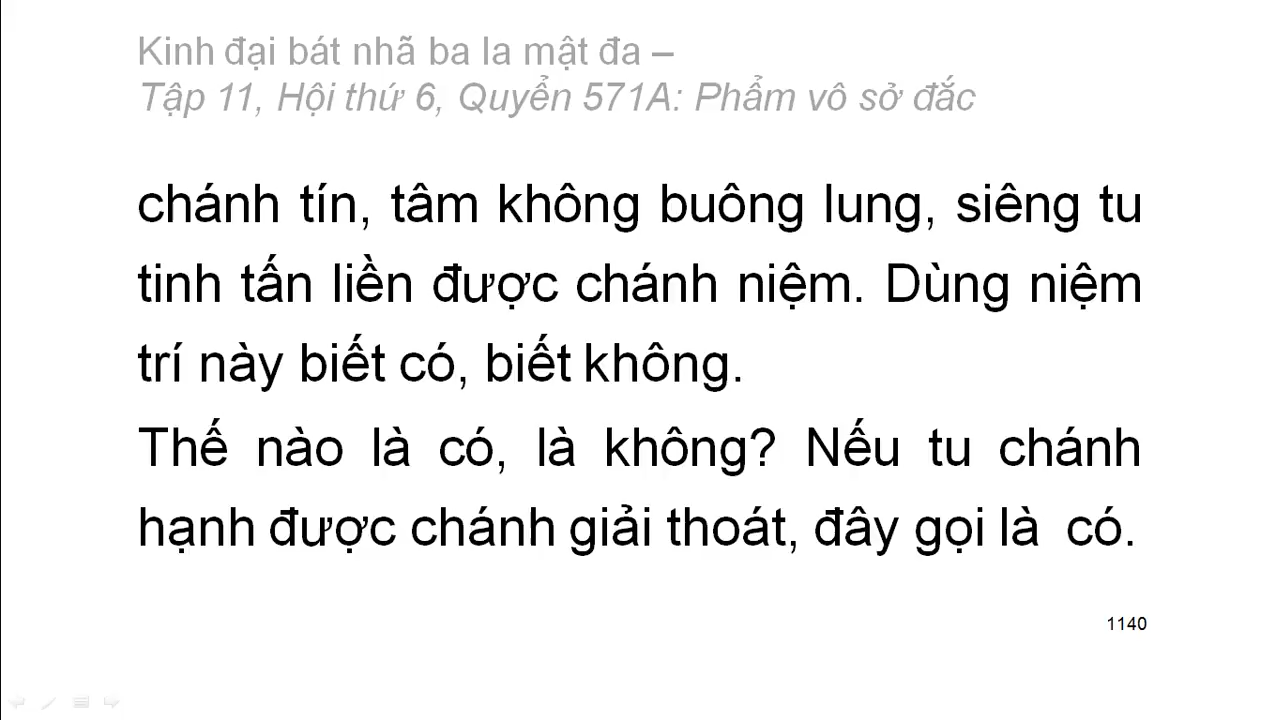 Kinh đại bát nhã ba la mật đa –
Tập 11, Hội thứ 6, Quyển 571A: Phẩm vô sở đắc
chánh tín, tâm không buông lung, siêng tu
tinh tấn liền được chánh niệm. Dùng niệm
trí này biết có, biết không.
Thế nào là có, là không? Nếu tu chánh
hạnh được chánh giải thoát, đây gọi là có.
1140